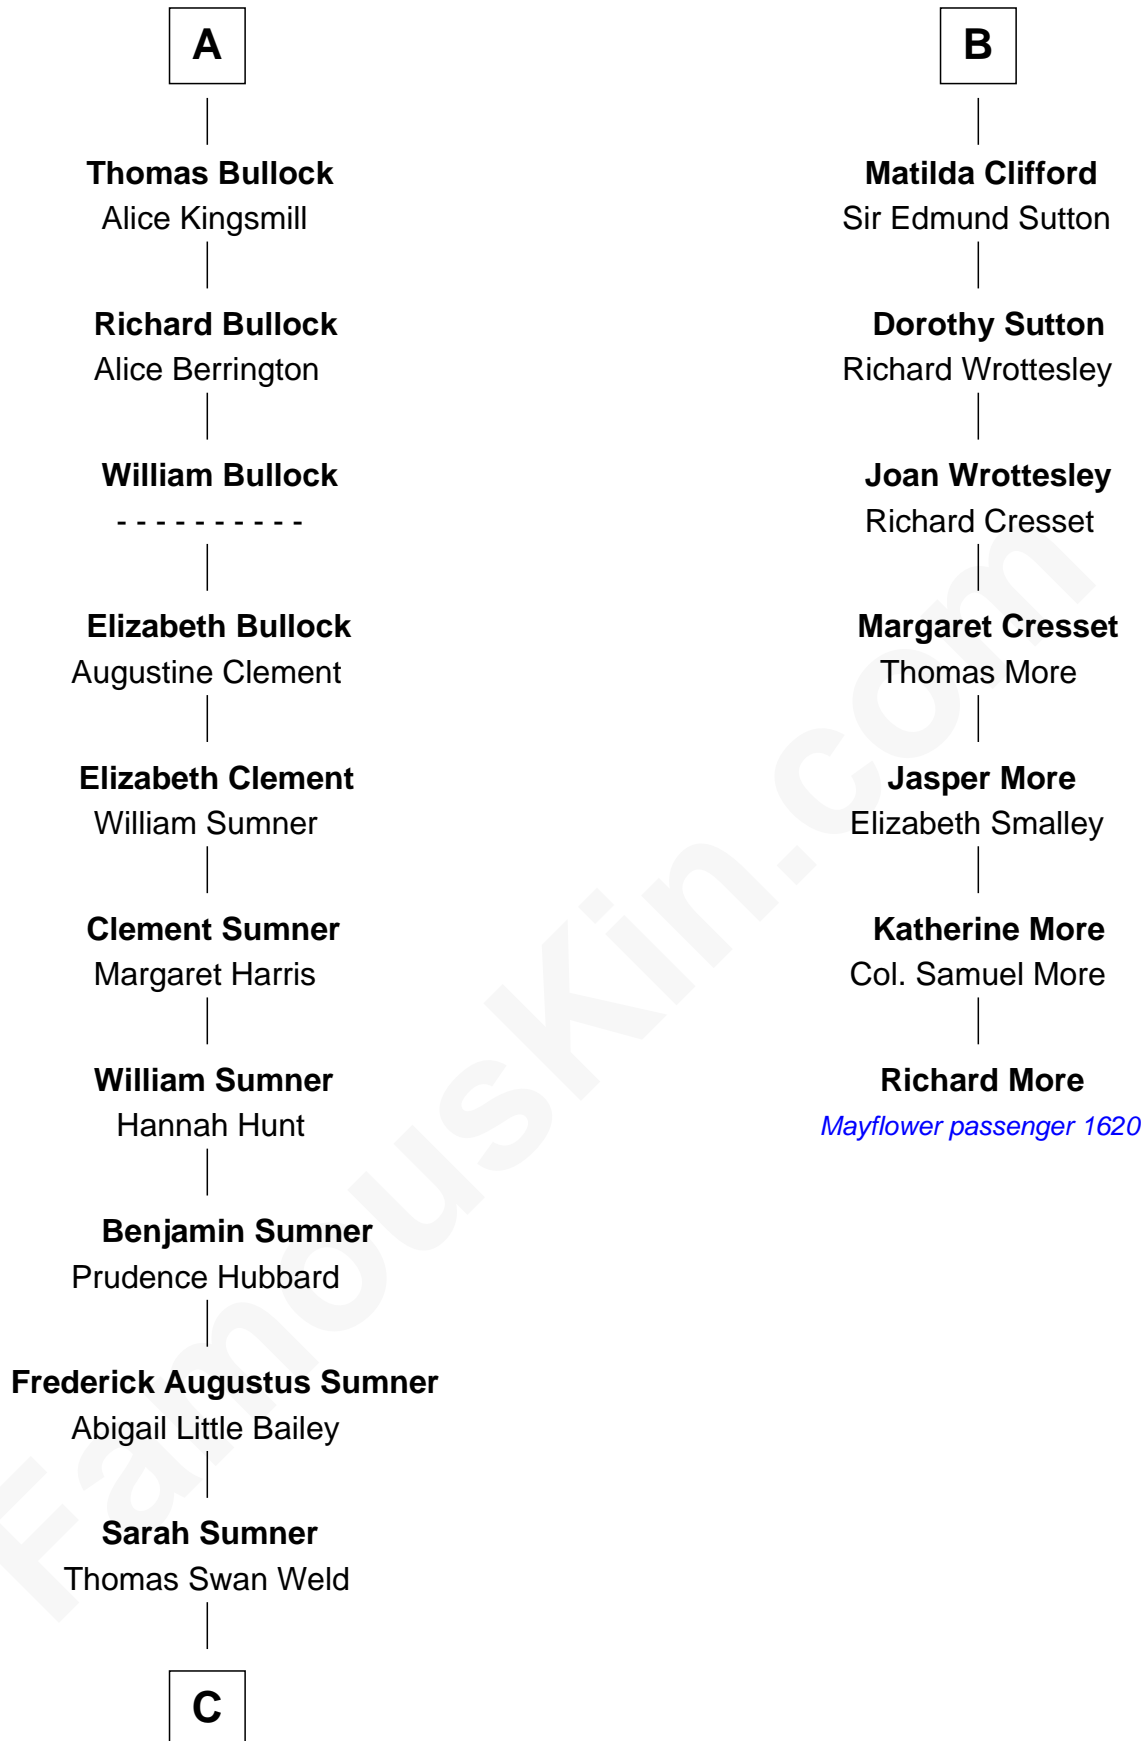 A
Thomas Bullock
Alice Kingsmill
Richard Bullock
Alice Berrington
William Bullock
- - - - - - - - - -
Elizabeth Bullock
Augustine Clement
Elizabeth Clement
William Sumner
Clement Sumner
Margaret Harris
William Sumner
Hannah Hunt
Benjamin Sumner
Prudence Hubbard
Frederick Augustus Sumner
Abigail Little Bailey
Sarah Sumner
Thomas Swan Weld
C
B
Matilda Clifford
Sir Edmund Sutton
Dorothy Sutton
Richard Wrottesley
Joan Wrottesley
Richard Cresset
Margaret Cresset
Thomas More
Jasper More
Elizabeth Smalley
Katherine More
Col. Samuel More
Richard More
Mayflower passenger 1620
FamousKin.com